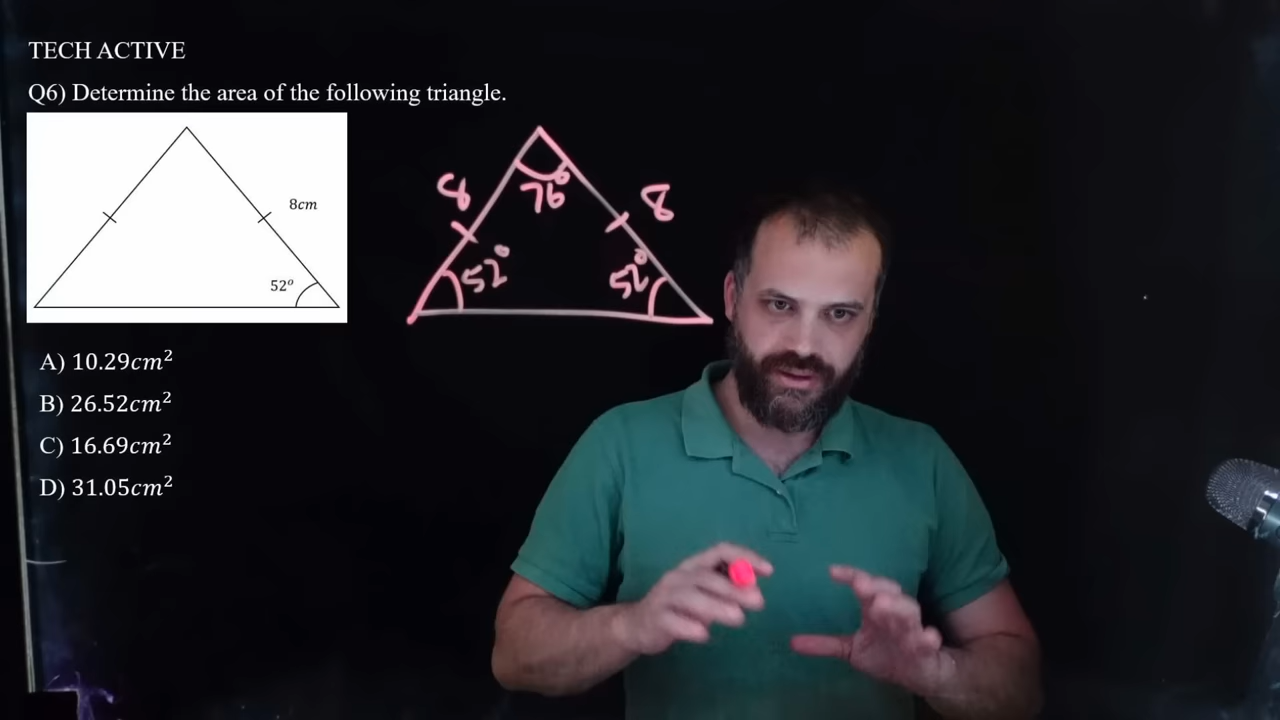 TECH ACTIVE
Q6) Determine the area of the following triangle.
8cm
52°
A) 10.29cm²
B) 26.52cm²
C) 16.69cm²
D) 31.05cm²
76°
8
8
52°
52°